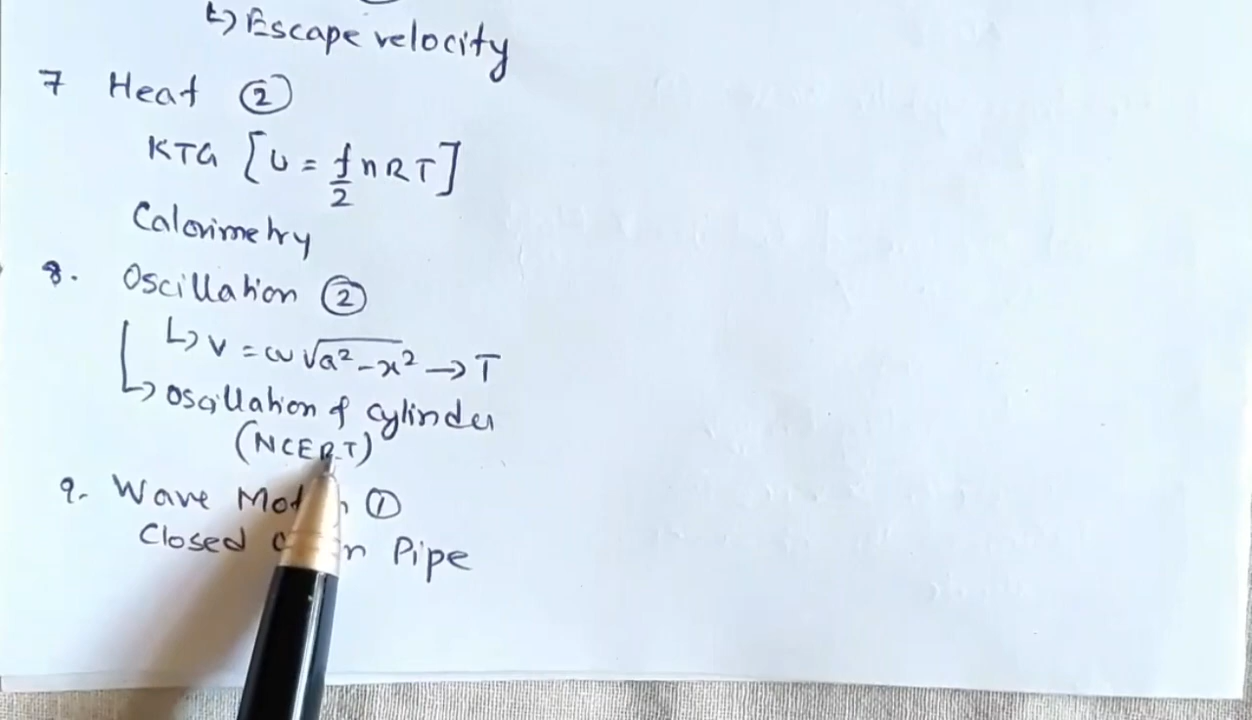 ↳ Escape velocity
7 Heat ②
KTG [U = f/2 nRT]
Calorimetry
8. Oscillation ②
↳ V = ω √a² - x² → T
↳ Oscillation of cylinder
(NCERT)
9. Wave ①
Closed Pipe